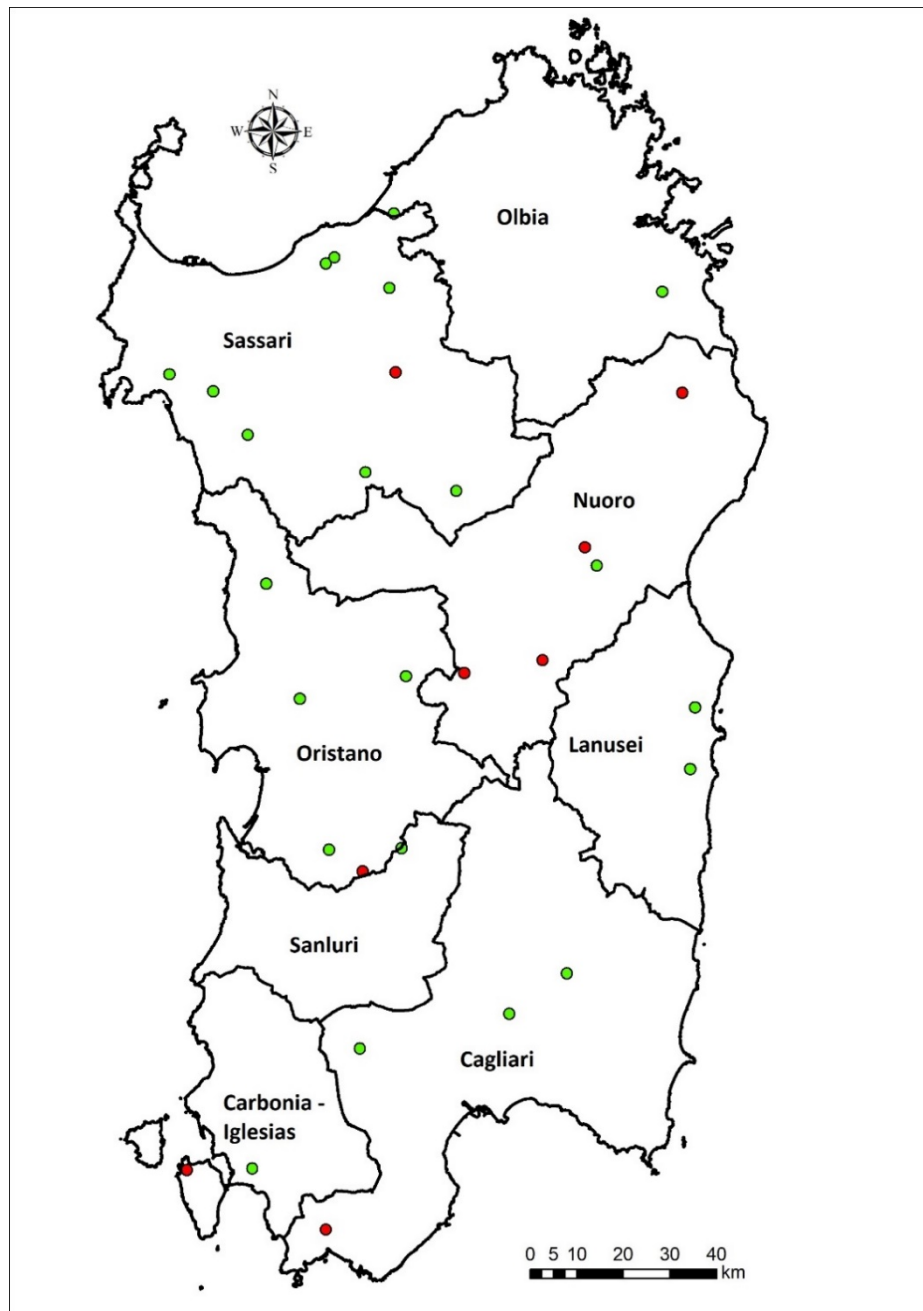 N
W E
S
Olbia
Sassari
Nuoro
Oristano
Lanusei
Sanluri
Cagliari
Carbonia -
Iglesias
0 5 10 20 30 40
km